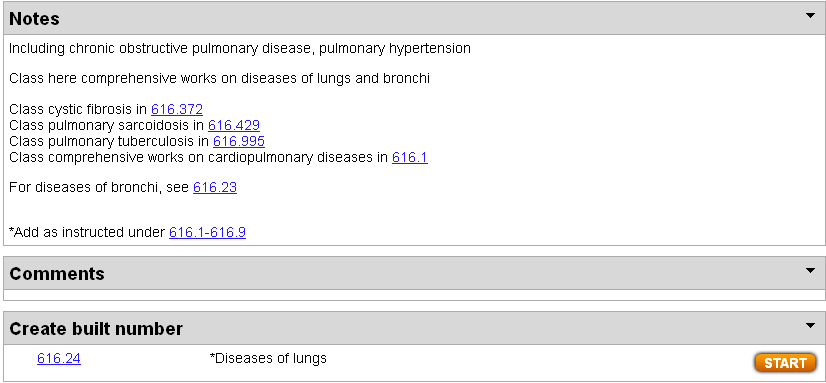 Notes
Including chronic obstructive pulmonary disease, pulmonary hypertension
Class here comprehensive works on diseases of lungs and bronchi
Class cystic fibrosis in 616.372
Class pulmonary sarcoidosis in 616.429
Class pulmonary tuberculosis in 616.995
Class comprehensive works on cardiopulmonary diseases in 616.1
For diseases of bronchi, see 616.23
*Add as instructed under 616.1-616.9
Comments
Create built number
616.24 *Diseases of lungs START